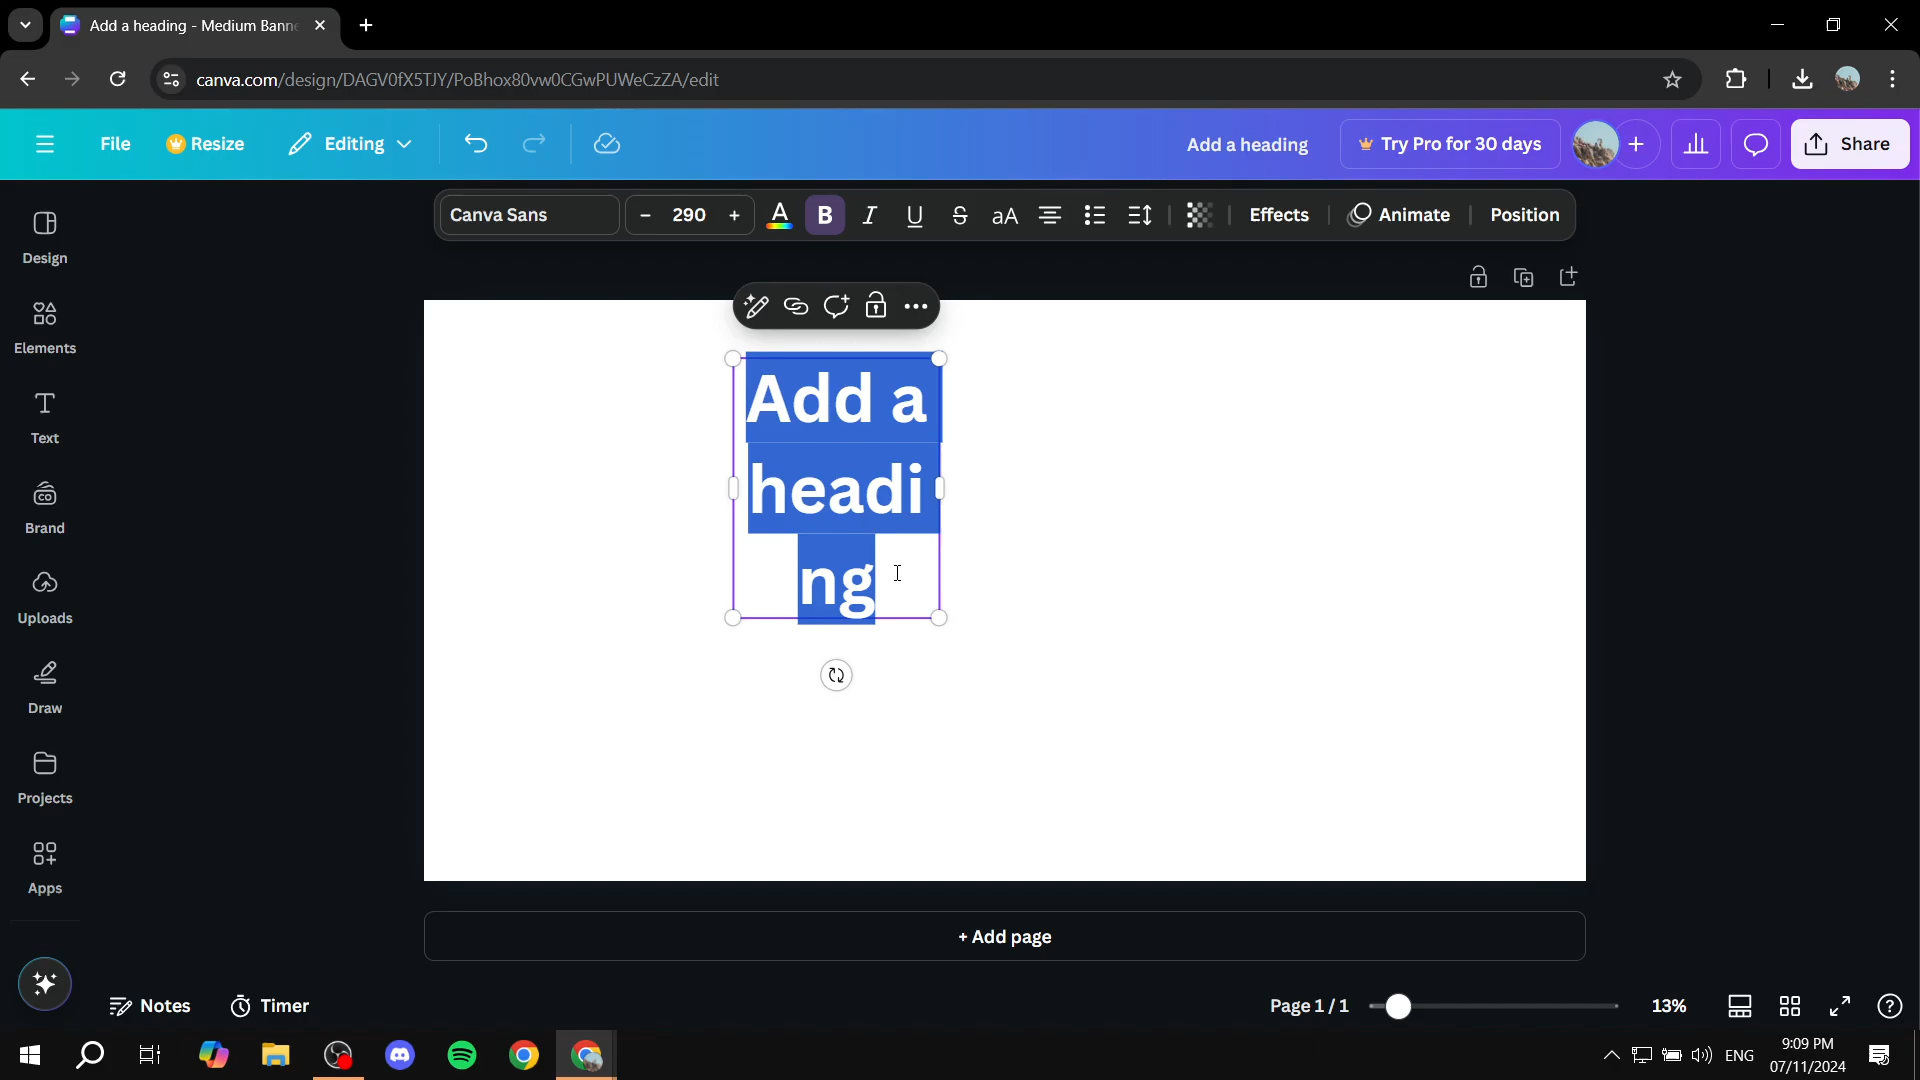 Add a heading - Medium Bann
canva.com/design/DAGV0fX5TJY/PoBhox80vw0CGwPUWeCzZA/edit
File
Resize
Editing
Add a heading
Try Pro for 30 days
Share
Canva Sans
- 290 +
A
B
I
U
S
aA
Effects
Animate
Position
Design
Elements
Text
Brand
Uploads
Draw
Projects
Apps
Add a
headi
ng
+ Add page
Notes
Timer
Page 1 / 1
13%
ENG
9:09 PM
07/11/2024